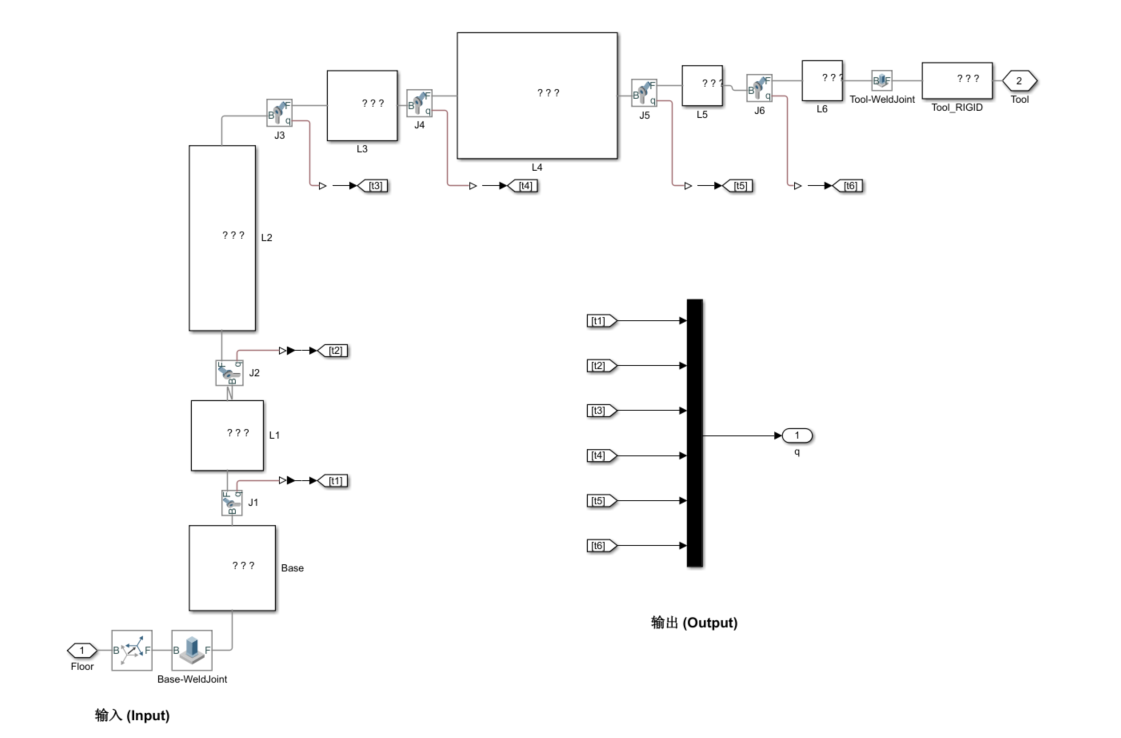 B F q J3
? ? ?
L3
B F q J4
? ? ?
L4
B F q J5
? ? ?
L5
B F q J6
? ? ?
L6
B F
Tool-WeldJoint
? ? ?
Tool_RIGID
2
Tool
[t3]
[t4]
[t5]
[t6]
? ? ?
L2
F q B J2
[t2]
? ? ?
L1
F q B J1
[t1]
? ? ?
Base
1
Floor
B F
B F
Base-WeldJoint
输入 (Input)
[t1]
[t2]
[t3]
[t4]
[t5]
[t6]
1
q
输出 (Output)